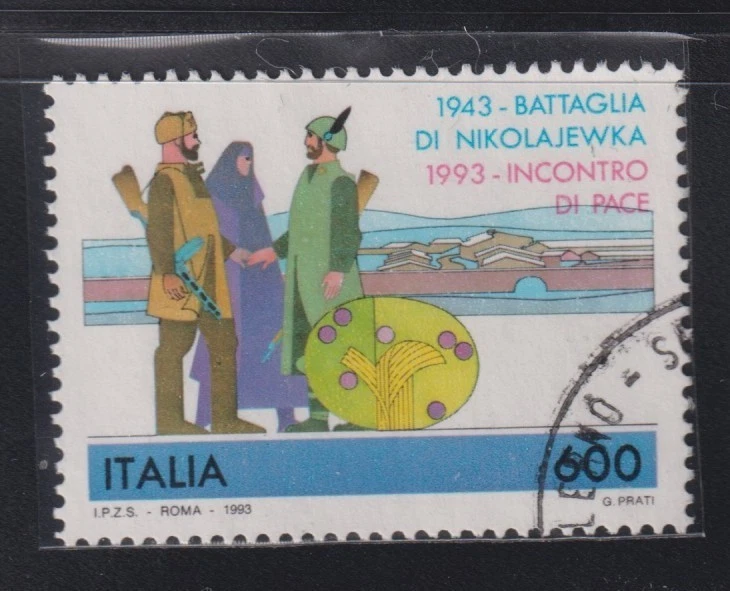 1943 - BATTAGLIA
DI NIKOLAJEWKA
1993 - INCONTRO
DI PACE
ITALIA
600
I.P.Z.S. - ROMA - 1993
G. PRATI